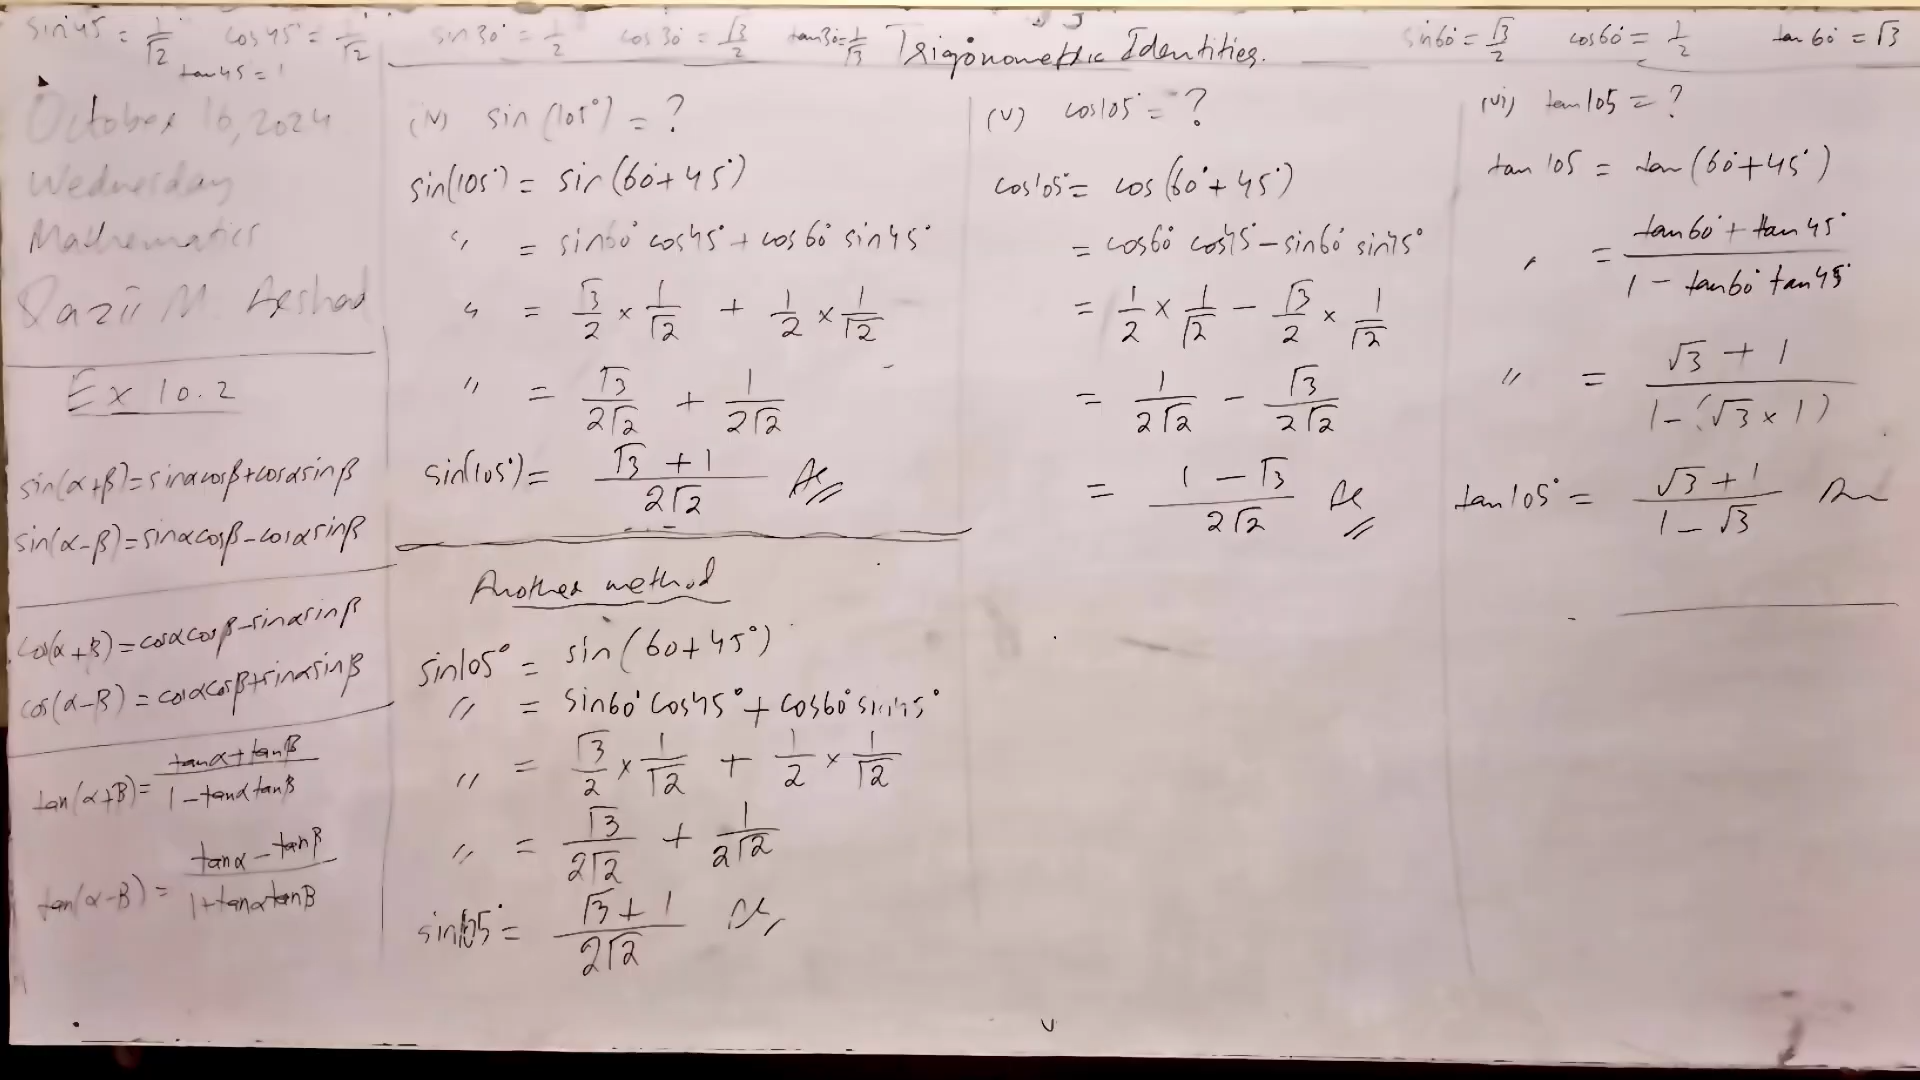 sin45 = 1/√2 cos45° = 1/√2 sin30° = 1/2 cos30° = √3/2 tan30° = 1/√3 Trigonometric Identities. sin60° = √3/2 cos60° = 1/2 tan60° = √3
tan45 = 1
October 16, 2024
Wednesday
Mathematics
M. Arshad
Ex 10.2
sin(α+β)=sinαcosβ+cosαsinβ
sin(α-β)=sinαcosβ-cosαsinβ
cos(α+β)=cosαcosβ-sinαsinβ
cos(α-β)=cosαcosβ+sinαsinβ
tan(α+β)= tanα+tanβ / 1-tanαtanβ
tan(α-β)= tanα-tanβ / 1+tanαtanβ
(iv) sin(105°) = ?
sin(105°) = sin(60°+45°)
" = sin60° cos45° + cos60° sin45°
" = √3/2 × 1/√2 + 1/2 × 1/√2
" = √3/2√2 + 1/2√2
sin(105°) = √3+1 / 2√2
Another method
sin105° = sin(60+45°)
" = sin60° cos45° + cos60° sin45°
" = √3/2 × 1/√2 + 1/2 × 1/√2
" = √3/2√2 + 1/2√2
sin105° = √3+1 / 2√2
(v) cos105° = ?
cos105° = cos(60°+45°)
= cos60° cos45° - sin60° sin45°
= 1/2 × 1/√2 - √3/2 × 1/√2
= 1/2√2 - √3/2√2
= 1-√3 / 2√2
(vi) tan105 = ?
tan105 = tan(60°+45°)
" = tan60°+tan45° / 1-tan60° tan45°
" = √3+1 / 1-(√3×1)
tan105° = √3+1 / 1-√3